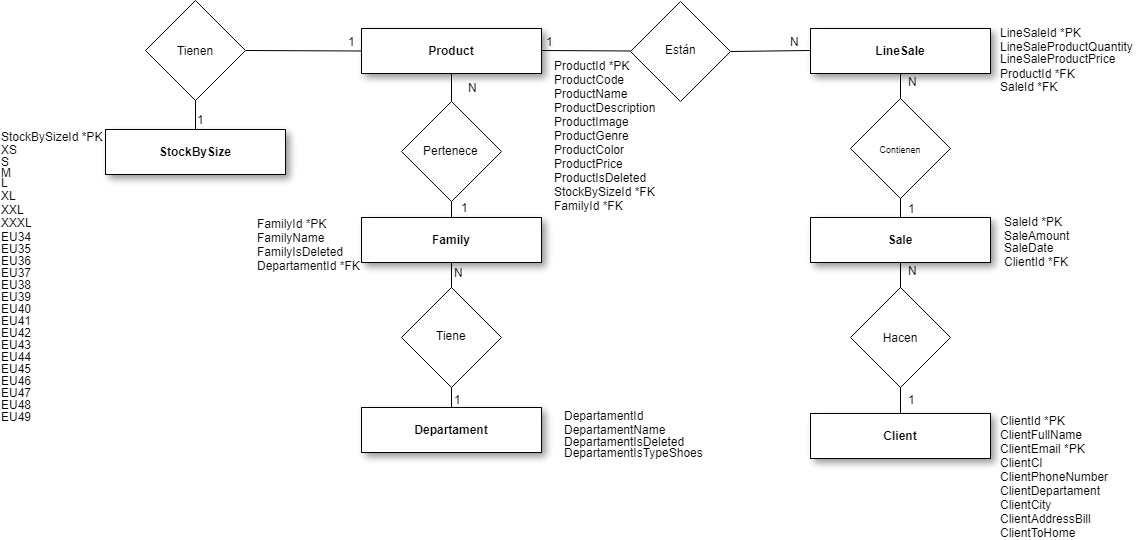 Tienen
1
Product
1
Están
N
LineSale
LineSaleId *PK
LineSaleProductQuantity
LineSaleProductPrice
ProductId *FK
SaleId *FK
1
StockBySize
StockBySizeId *PK
XS
S
M
L
XL
XXL
XXXL
EU34
EU35
EU36
EU37
EU38
EU39
EU40
EU41
EU42
EU43
EU44
EU45
EU46
EU47
EU48
EU49
ProductId *PK
ProductCode
ProductName
ProductDescription
ProductImage
ProductGenre
ProductColor
ProductPrice
ProductIsDeleted
StockBySizeId *FK
FamilyId *FK
N
Pertenece
1
Family
FamilyId *PK
FamilyName
FamilyIsDeleted
DepartamentId *FK
N
Tiene
1
Departament
DepartamentId
DepartamentName
DepartamentIsDeleted
DepartamentIsTypeShoes
N
Contienen
1
Sale
SaleId *PK
SaleAmount
SaleDate
ClientId *FK
N
Hacen
1
Client
ClientId *PK
ClientFullName
ClientEmail *PK
ClientCI
ClientPhoneNumber
ClientDepartament
ClientCity
ClientAddressBill
ClientToHome